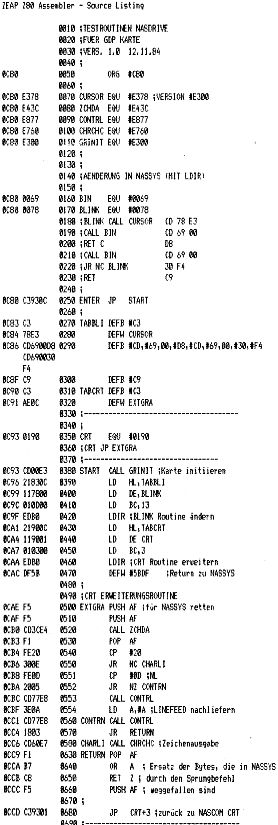 ZEAP Z80 Assembler - Source Listing
0010 ;TESTROUTINEN NASDRIVE
0020 ;FUER GDP KARTE
0030 ;VERS. 1.0 12.11.84
0040 ;
0C80 0050 ORG #0C80
0060 ;
0C80 E378 0070 CURSOR EQU #E378 ;VERSION #E300
0C80 E43C 0080 ZCHDA EQU #E43C
0C80 E877 0090 CONTRL EQU #E877
0C80 E760 0100 CHRCHC EQU #E760
0C80 E300 0110 GRINIT EQU #E300
0120 ;
0130 ;
0140 ;AENDERUNG IN NASSYS (MIT LDIR)
0150 ;
0C80 0069 0160 BIN EQU #0069
0C80 0078 0170 BLINK EQU #0078
0180 ;BLINK CALL CURSOR CD 78 E3
0190 ;CALL BIN CD 69 00
0200 ;RET C D8
0210 ;CALL BIN CD 69 00
0220 ;JR NC BLINK 30 F4
0230 ;RET C9
0240 ;
0C80 C3930C 0250 ENTER JP START
0260 ;
0C83 C3 0270 TABBLI DEFB #C3
0C84 78E3 0280 DEFW CURSOR
0C86 CD6900D8 0290 DEFB #CD,#69,00,#D8,#CD,#69,00,#30,#F4
CD690030
F4
0C8F C9 0300 DEFB #C9
0C90 C3 0310 TABCRT DEFB #C3
0C91 AE0C 0320 DEFW EXTGRA
0330 ;-----------------------------------
0340 ;
0C93 0190 0350 CRT EQU #0190
0360 ;CRT JP EXTGRA
0370 ;-----------------------------
0C93 CD00E3 0380 START CALL GRINIT ;Karte initiieren
0C96 21830C 0390 LD HL,TABBLI
0C99 117800 0400 LD DE,BLINK
0C9C 010D00 0410 LD BC,13
0C9F EDB0 0420 LDIR ;BLINK Routine ändern
0CA1 21900C 0430 LD HL,TABCRT
0CA4 119001 0440 LD DE CRT
0CA7 010300 0450 LD BC,3
0CAA EDB0 0460 LDIR ;CRT Routine erweitern
0CAC DF5B 0470 DEFW #5BDF ;Return zu NASSYS
0480 ;
0490 ;CRT ERWEITERUNGSROUTINE
0CAE F5 0500 EXTGRA PUSH AF ;für NASSYS retten
0CAF F5 0510 PUSH AF
0CB0 CD3CE4 0520 CALL ZCHDA
0CB3 F1 0530 POP AF
0CB4 FE20 0540 CP #20
0CB6 300E 0550 JR NC CHARLI
0CB8 FE0D 0551 CP #0D ;NL
0CBA 2005 0552 JR NZ CONTRN
0CBC CD77E8 0553 CALL CONTRL
0CBF 3E0A 0554 LD A,#A ;LINEFEED nachliefern
0CC1 CD77E8 0560 CONTRN CALL CONTRL
0CC4 1803 0570 JR RETURN
0CC6 CD60E7 0580 CHARLI CALL CHRCHC ;Zeichenausgabe
0CC9 F1 0630 RETURN POP AF
0CCA B7 0640 OR A ; Ersatz der Bytes, die in NASSYS
0CCB C8 0650 RET Z ; durch den Sprungbefehl
0CCC F5 0660 PUSH AF ; weggefallen sind
0670 ;
0CCD C39301 0680 JP CRT+3 ;zurück zu NASCOM CRT
0690 ;-----------------------------------